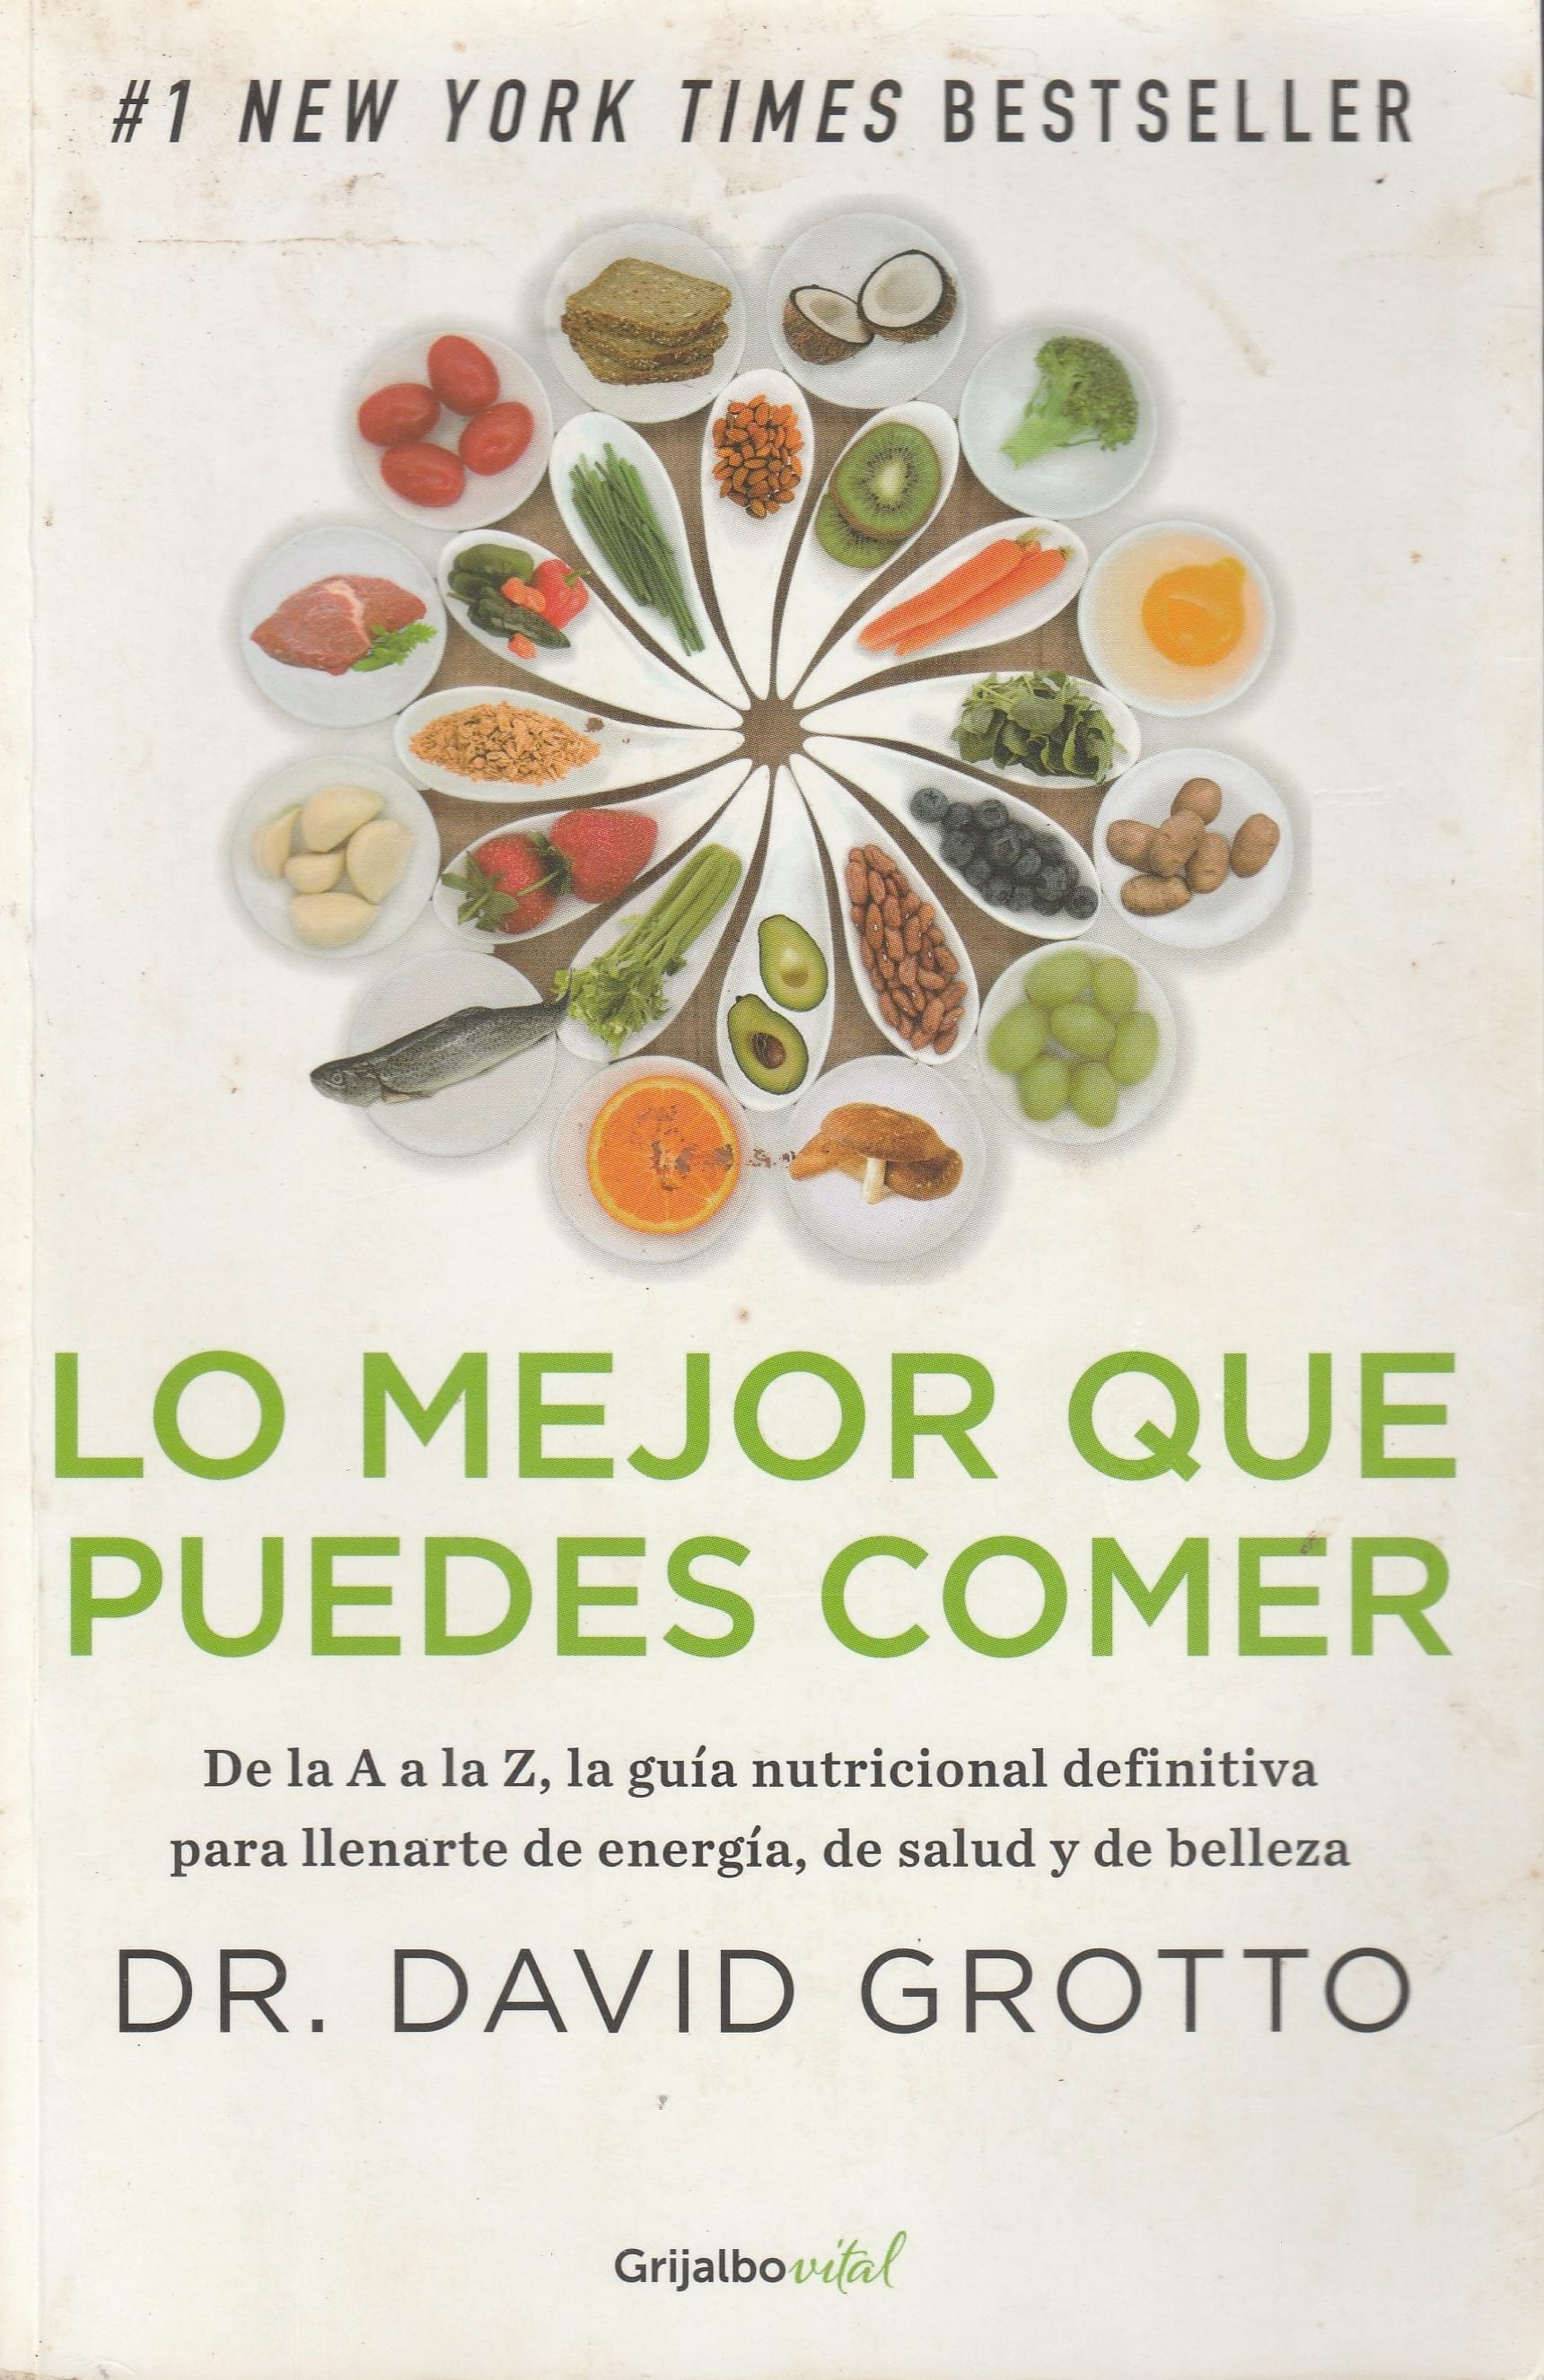 #1 NEW YORK TIMES BESTSELLER
LO MEJOR QUE
PUEDES COMER
De la A a la Z, la guía nutricional definitiva
para llenarte de energía, de salud y de belleza
DR. DAVID GROTTO
Grijalbovital